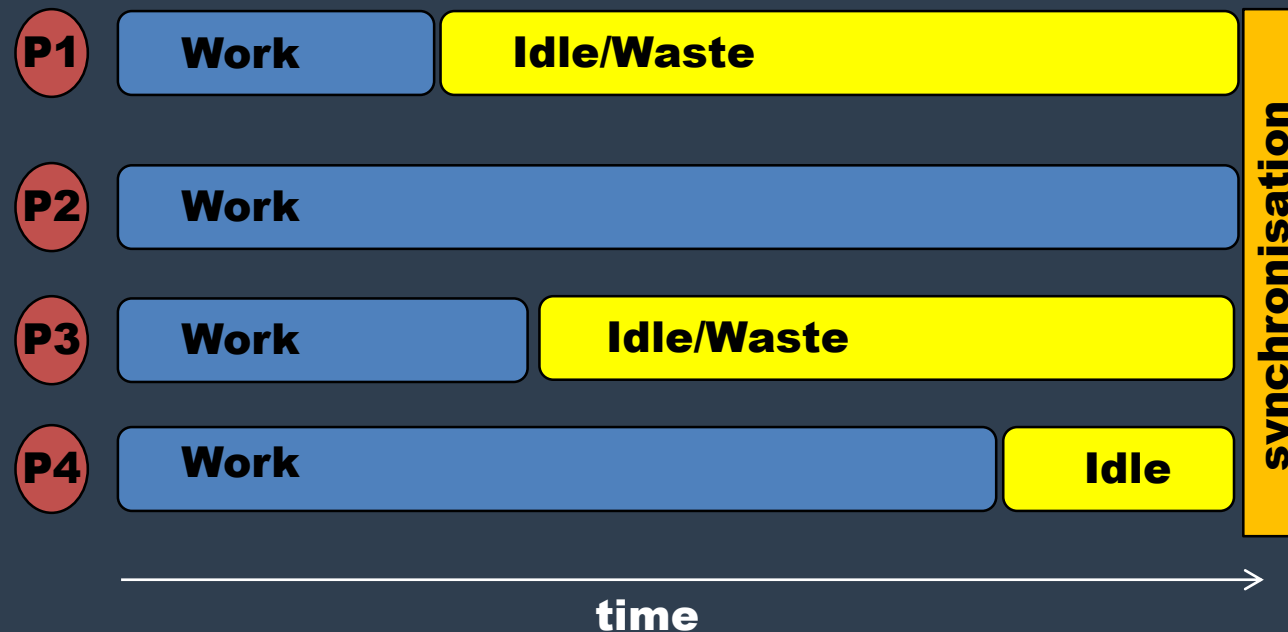 P1 Work Idle/Waste
P2 Work
P3 Work Idle/Waste
P4 Work Idle
synchronisation
time